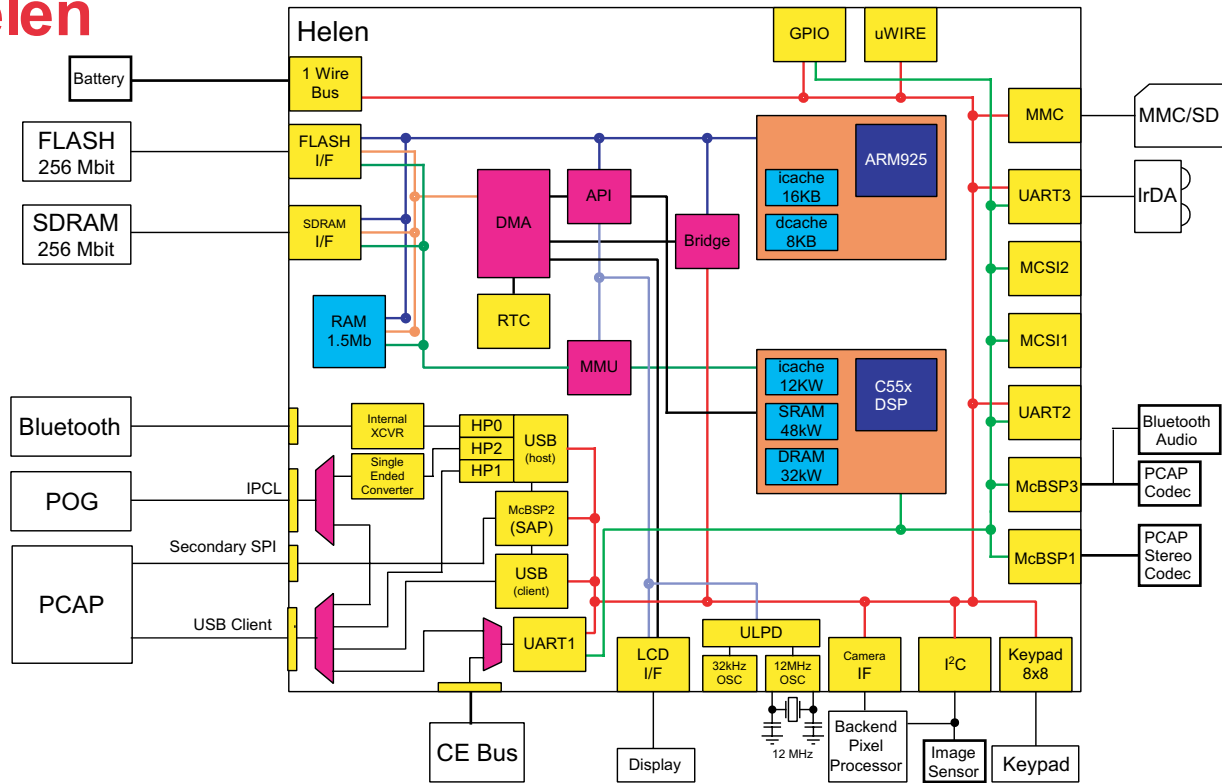 elen
Helen
GPIO
uWIRE
Battery
1 Wire
Bus
MMC
MMC/SD
FLASH
256 Mbit
FLASH
I/F
ARM925
icache
16KB
dcache
8KB
UART3
IrDA
DMA
API
Bridge
SDRAM
256 Mbit
SDRAM
I/F
MCSI2
RAM
1.5Mb
RTC
MCSI1
MMU
icache
12KW
SRAM
48kW
DRAM
32kW
C55x
DSP
UART2
Bluetooth
Internal
XCVR
HP0
HP2
HP1
USB
(host)
Bluetooth
Audio
Single
Ended
Converter
McBSP3
PCAP
Codec
POG
IPCL
McBSP2
(SAP)
McBSP1
PCAP
Stereo
Codec
Secondary SPI
PCAP
USB
(client)
USB Client
UART1
LCD
I/F
ULPD
32kHz
OSC
12MHz
OSC
Camera
IF
I2C
Keypad
8x8
CE Bus
Display
12 MHz
Backend
Pixel
Processor
Image
Sensor
Keypad